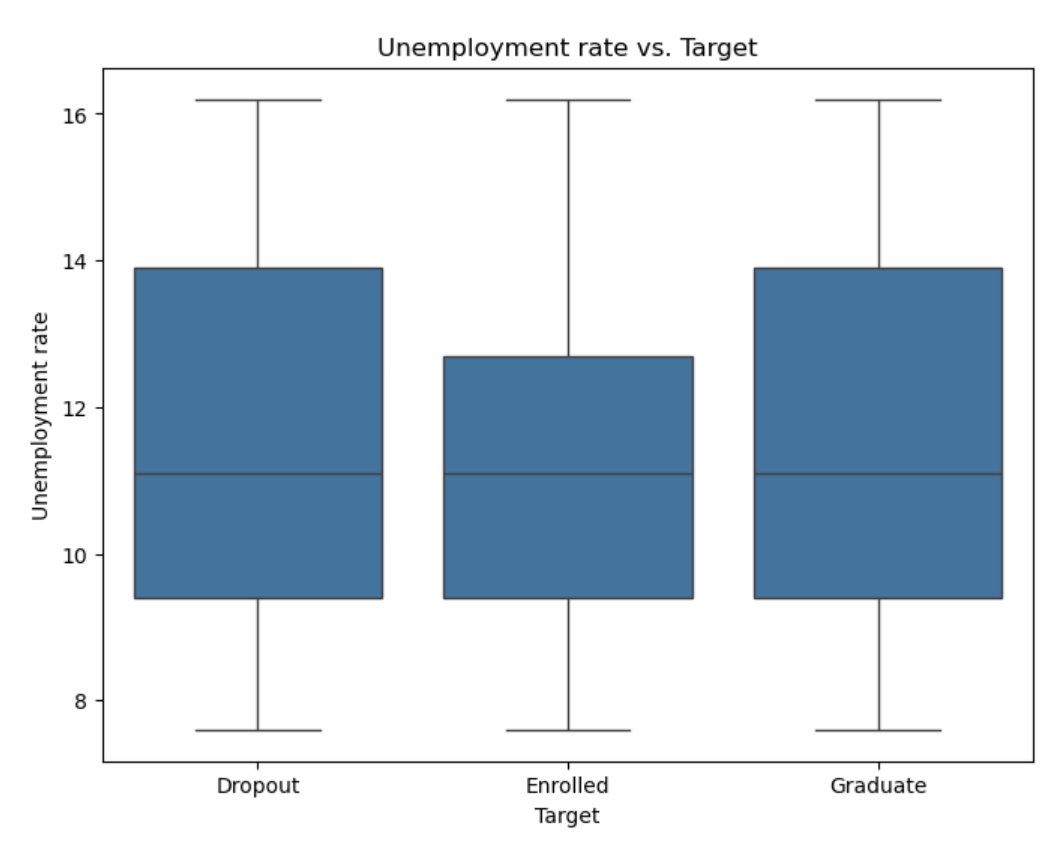 Unemployment rate vs. Target
Unemployment rate
16
14
12
10
8
Dropout Enrolled Graduate
Target